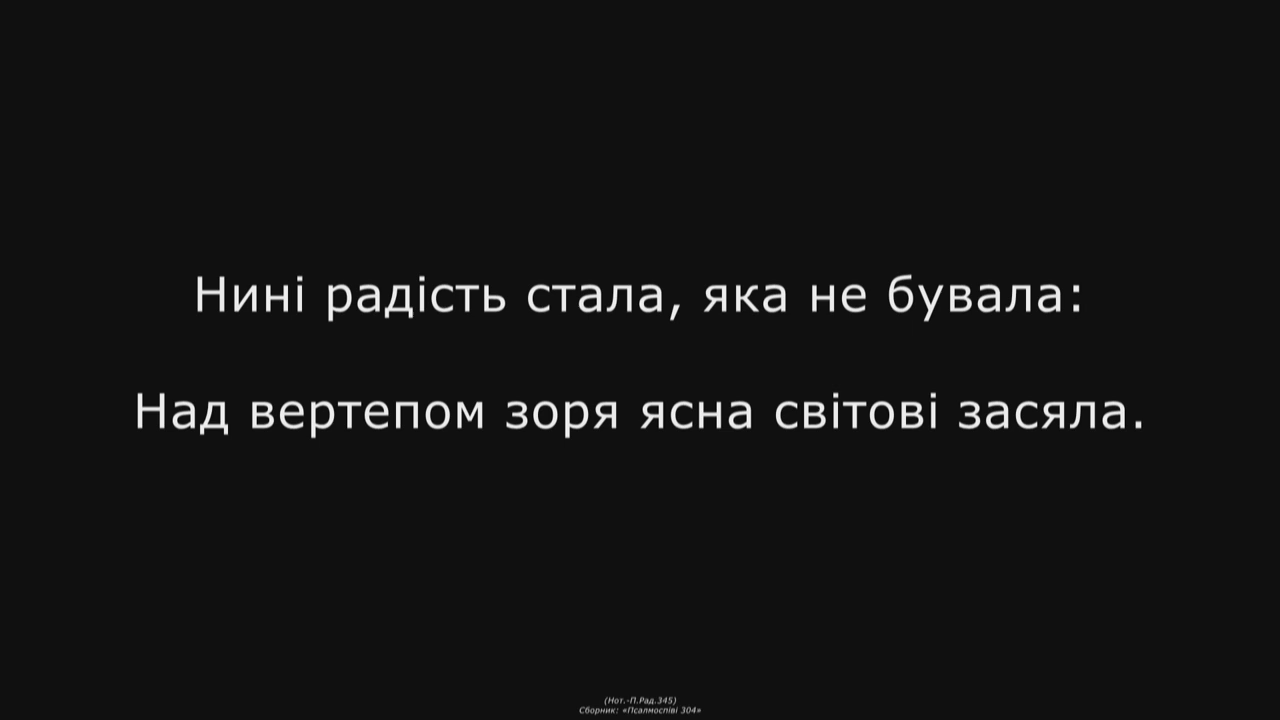 Нині радість стала, яка не бувала:
Над вертепом зоря ясна світові засяла.
(Нот.-П.Рад.345)
Сборник: «Псалмоспіві 304»